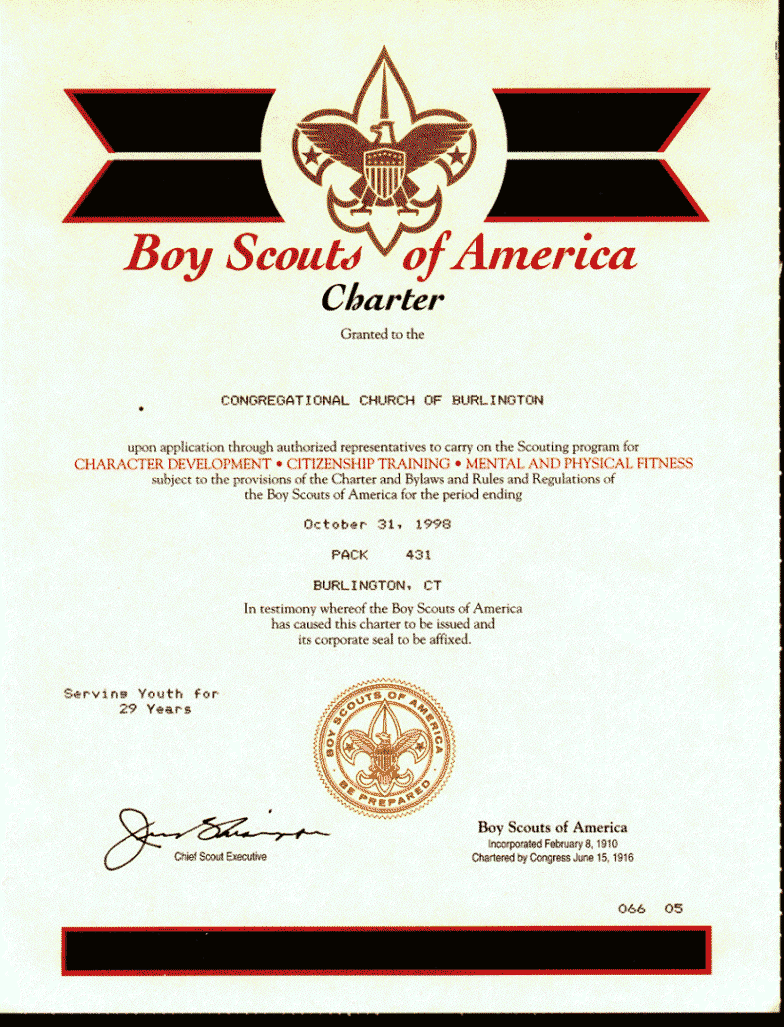 Boy Scouts of America
Charter
Granted to the
CONGREGATIONAL CHURCH OF BURLINGTON
upon application through authorized representatives to carry on the Scouting program for
CHARACTER DEVELOPMENT • CITIZENSHIP TRAINING • MENTAL AND PHYSICAL FITNESS
subject to the provisions of the Charter and Bylaws and Rules and Regulations of
the Boy Scouts of America for the period ending
October 31, 1998
PACK 431
BURLINGTON, CT
In testimony whereof the Boy Scouts of America
has caused this charter to be issued and
its corporate seal to be affixed.
Serving Youth for
29 Years
BOY SCOUTS OF AMERICA
BE PREPARED
Chief Scout Executive
Boy Scouts of America
Incorporated February 8, 1910
Chartered by Congress June 15, 1916
066 05